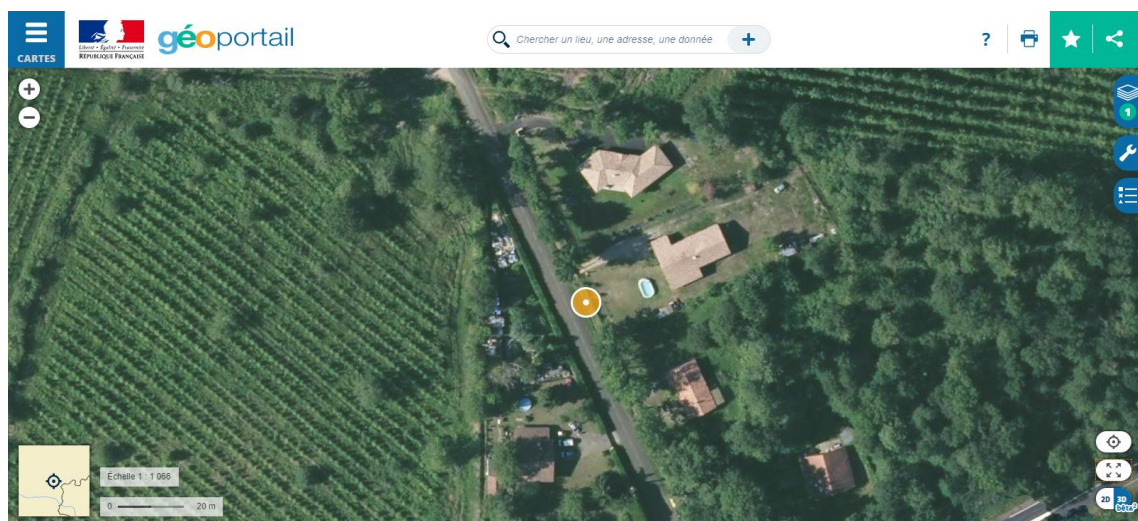 CARTES
Liberté • Égalité • Fraternité
RÉPUBLIQUE FRANÇAISE
géoportail
Chercher un lieu, une adresse, une donnée
+
?
+
−
1
Échelle 1 : 1 066
0 20 m
2D 3D
bêta